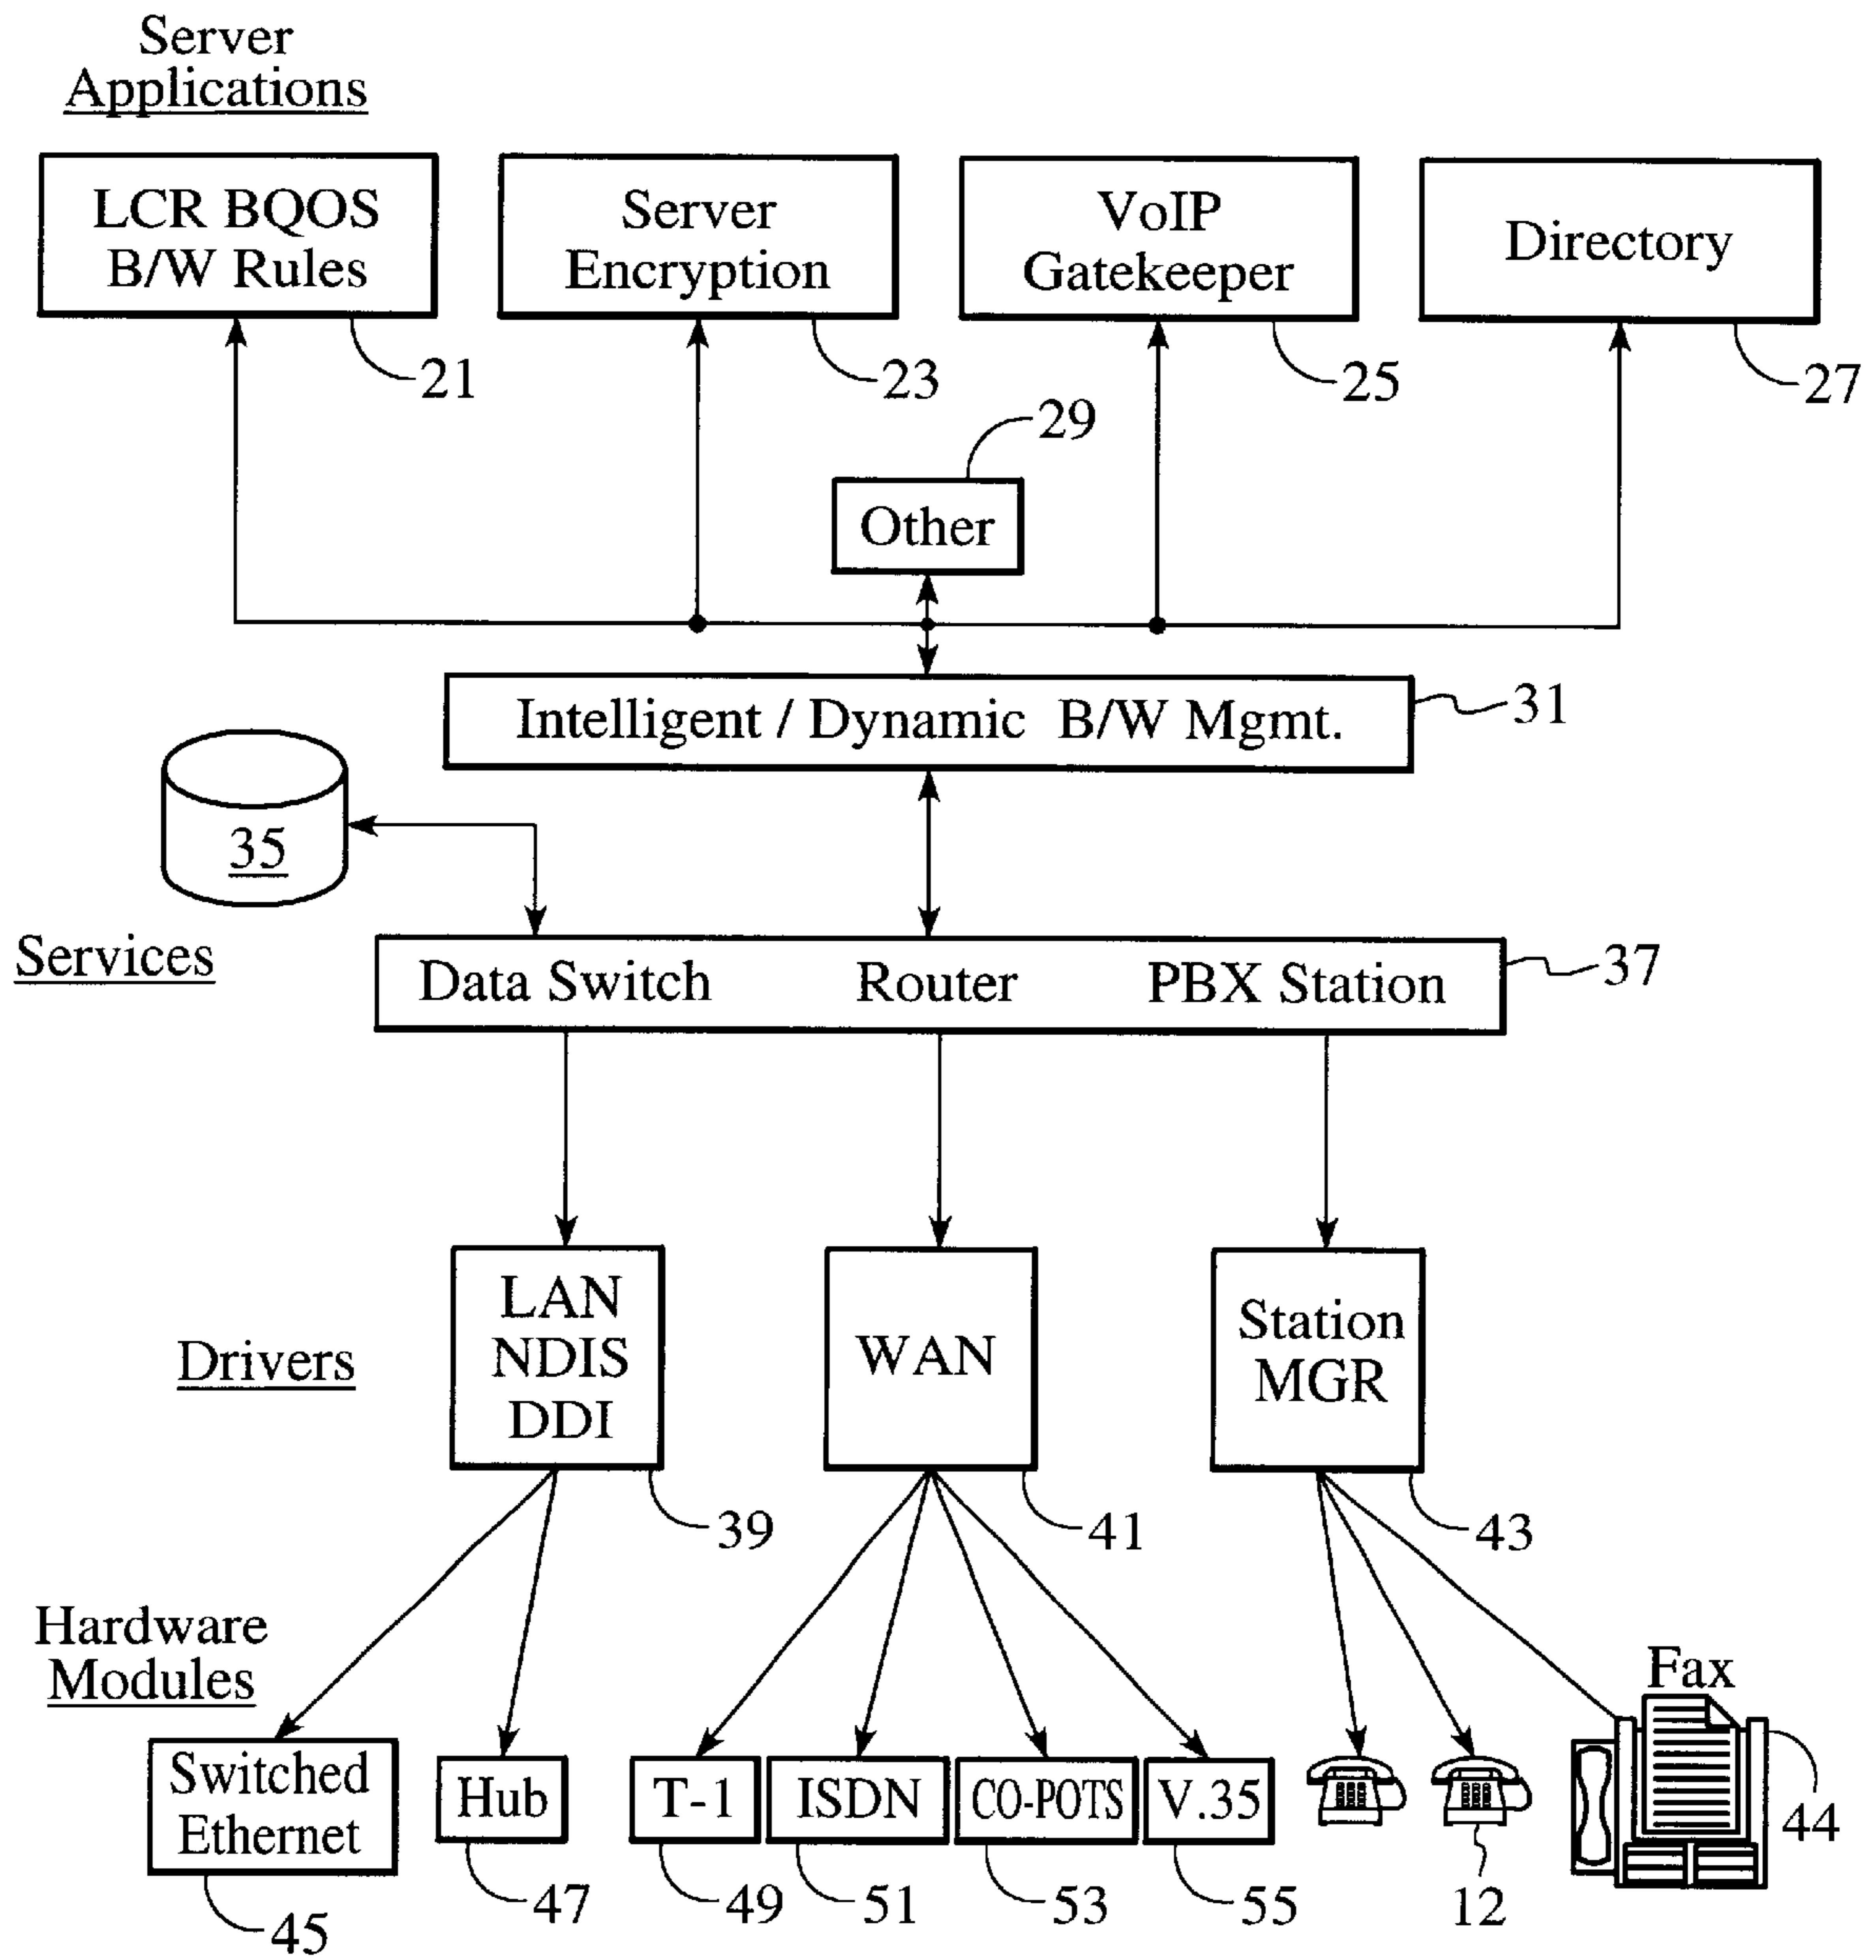 Server
Applications
LCR BQOS
B/W Rules
Server
Encryption
VoIP
Gatekeeper
Directory
21
23
25
27
29
Other
Intelligent / Dynamic B/W Mgmt.
31
35
Services
Data Switch Router PBX Station
37
Drivers
LAN
NDIS
DDI
WAN
Station
MGR
39
41
43
Hardware
Modules
Fax
Switched
Ethernet
Hub
T-1
ISDN
CO-POTS
V.35
44
45
47
49
51
53
55
12